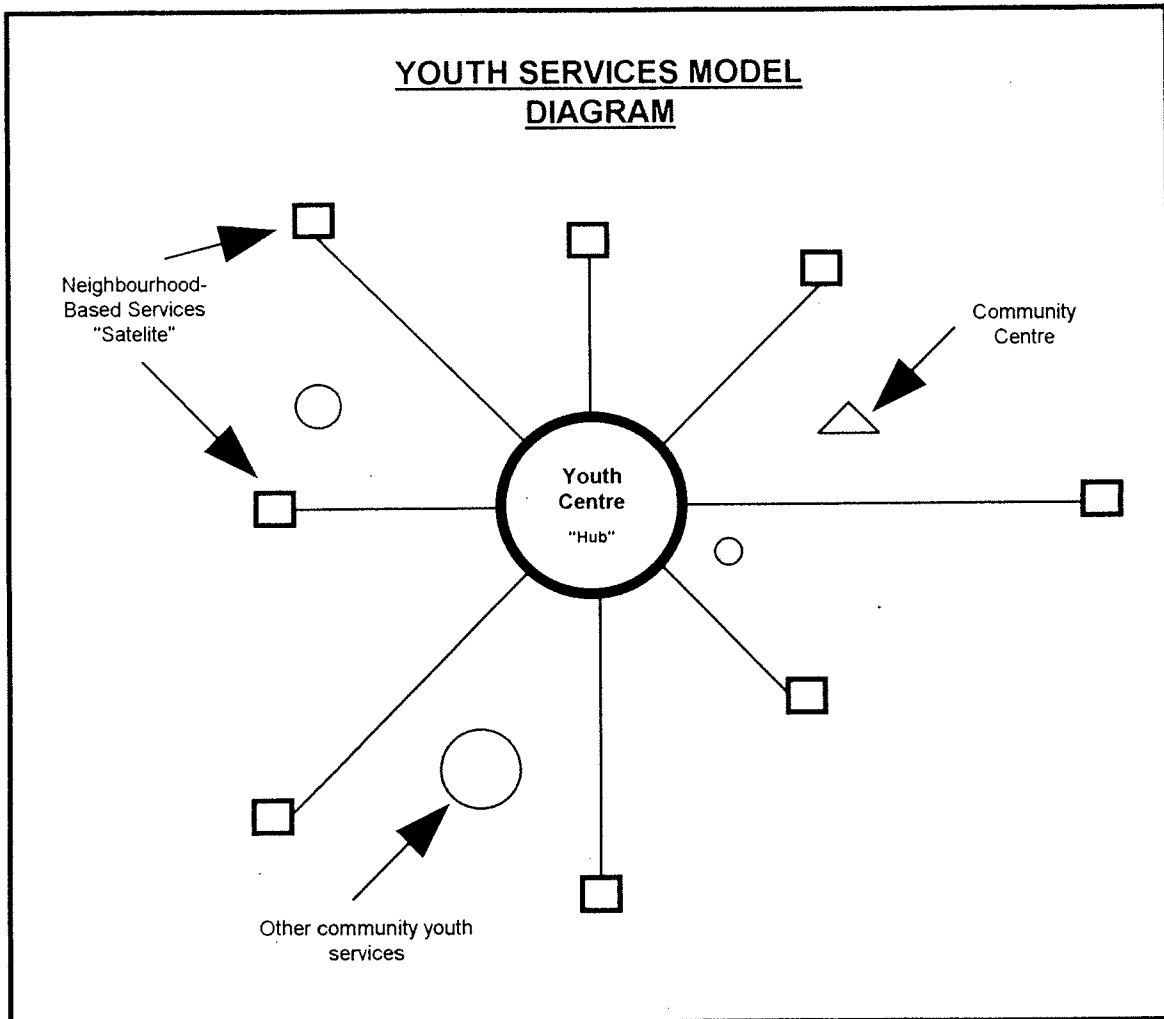 YOUTH SERVICES MODEL
DIAGRAM
Neighbourhood-
Based Services
"Satelite"
Community
Centre
Youth
Centre
"Hub"
Other community youth
services